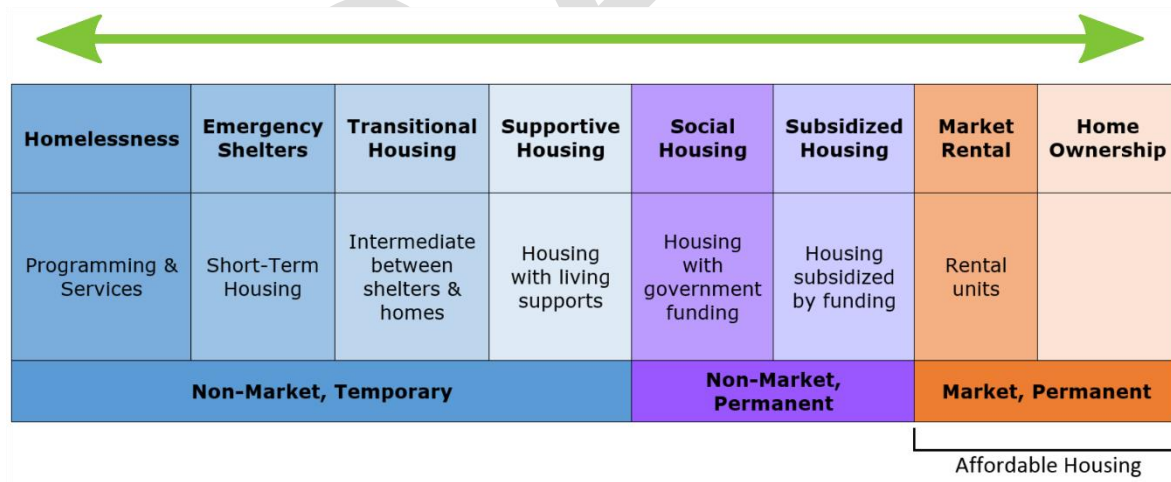 Homelessness
Emergency
Shelters
Transitional
Housing
Supportive
Housing
Social
Housing
Subsidized
Housing
Market
Rental
Home
Ownership
Programming &
Services
Short-Term
Housing
Intermediate
between
shelters &
homes
Housing
with living
supports
Housing
with
government
funding
Housing
subsidized
by funding
Rental
units
Non-Market, Temporary
Non-Market,
Permanent
Market, Permanent
Affordable Housing